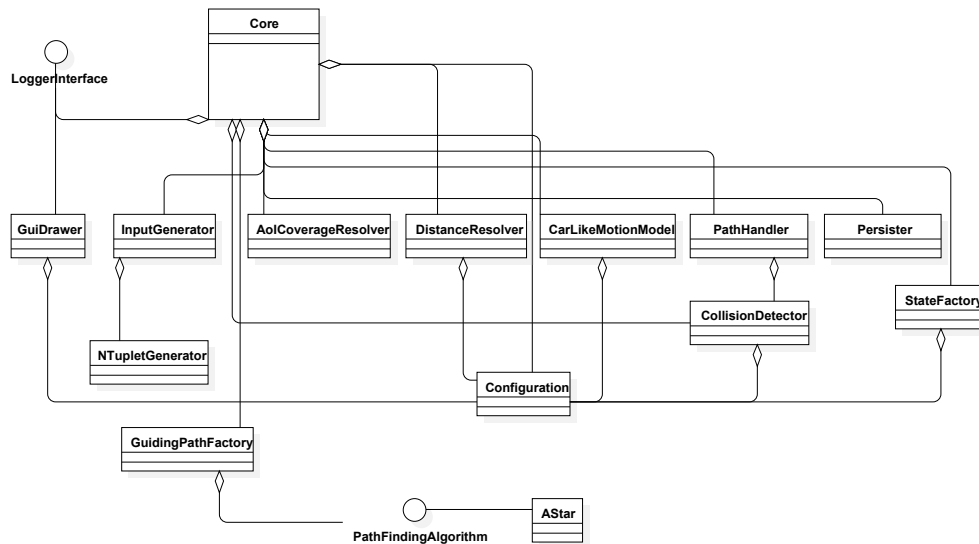 Core
LoggerInterface
GuiDrawer
InputGenerator
AoICoverageResolver
DistanceResolver
CarLikeMotionModel
PathHandler
Persister
StateFactory
CollisionDetector
NTupletGenerator
Configuration
GuidingPathFactory
AStar
PathFindingAlgorithm